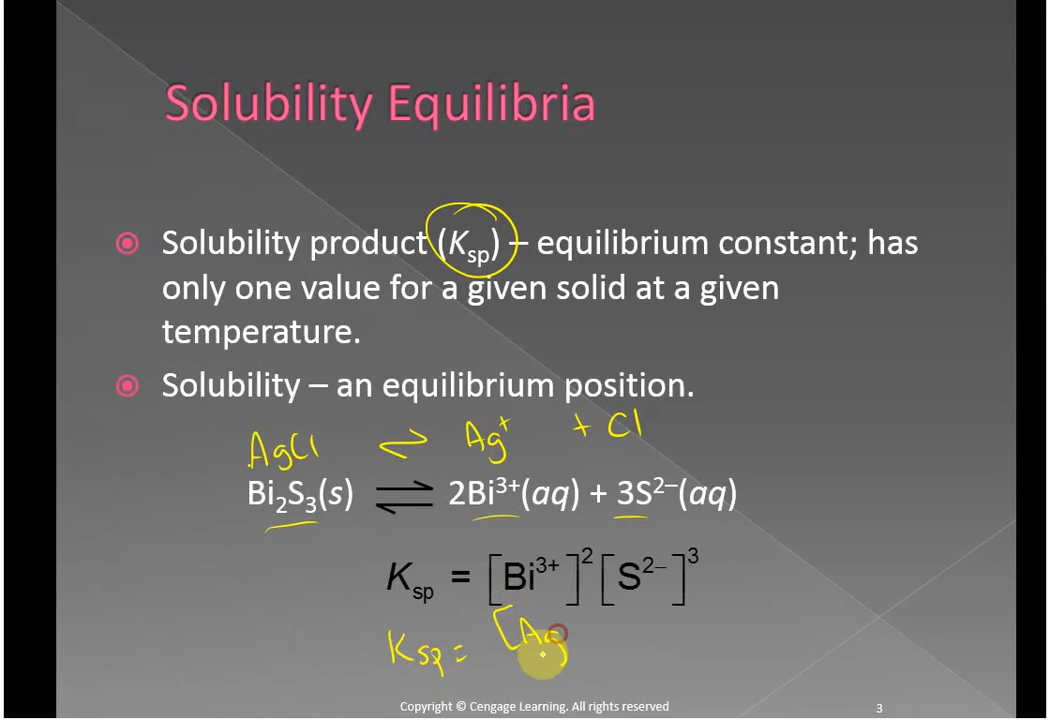 Solubility Equilibria
Solubility product (Ksp) – equilibrium constant; has
only one value for a given solid at a given
temperature.
Solubility – an equilibrium position.
AgCl ⇌ Ag⁺ + Cl
Bi₂S₃(s) ⇌ 2Bi³⁺(aq) + 3S²⁻(aq)
Ksp = [Bi³⁺]²[S²⁻]³
Ksp = [Ag
Copyright © Cengage Learning. All rights reserved 3